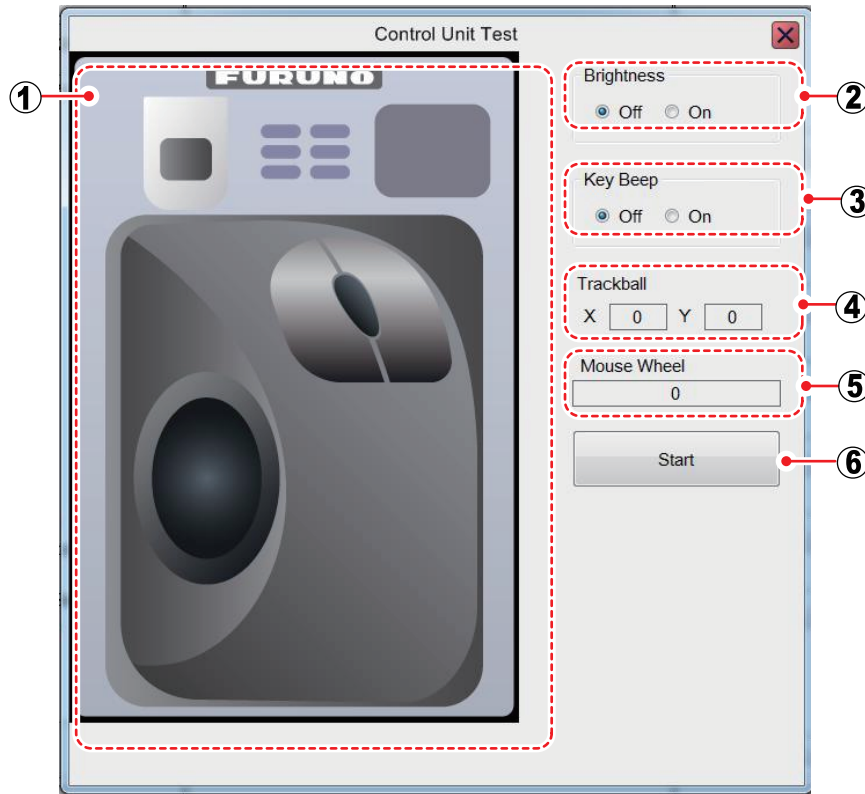 Control Unit Test
FURUNO
1
Brightness
Off On
2
Key Beep
Off On
3
Trackball
X 0 Y 0
4
Mouse Wheel
0
5
Start
6